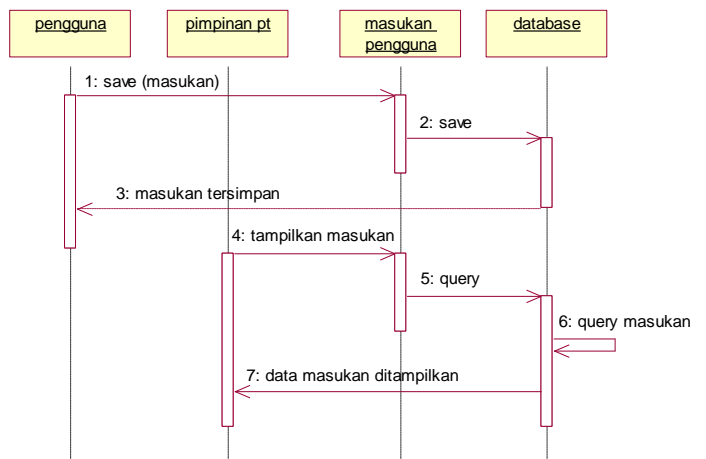 pengguna
pimpinan pt
masukan
pengguna
database
1: save (masukan)
2: save
3: masukan tersimpan
4: tampilkan masukan
5: query
6: query masukan
7: data masukan ditampilkan